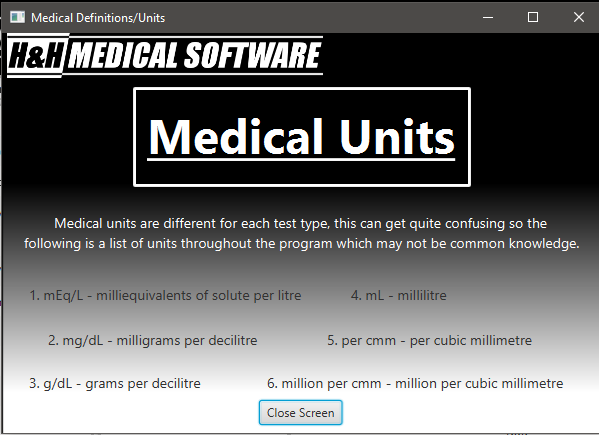 Medical Definitions/Units
H&H MEDICAL SOFTWARE
Medical Units
Medical units are different for each test type, this can get quite confusing so the
following is a list of units throughout the program which may not be common knowledge.
1. mEq/L - milliequivalents of solute per litre
4. mL - millilitre
2. mg/dL - milligrams per decilitre
5. per cmm - per cubic millimetre
3. g/dL - grams per decilitre
6. million per cmm - million per cubic millimetre
Close Screen